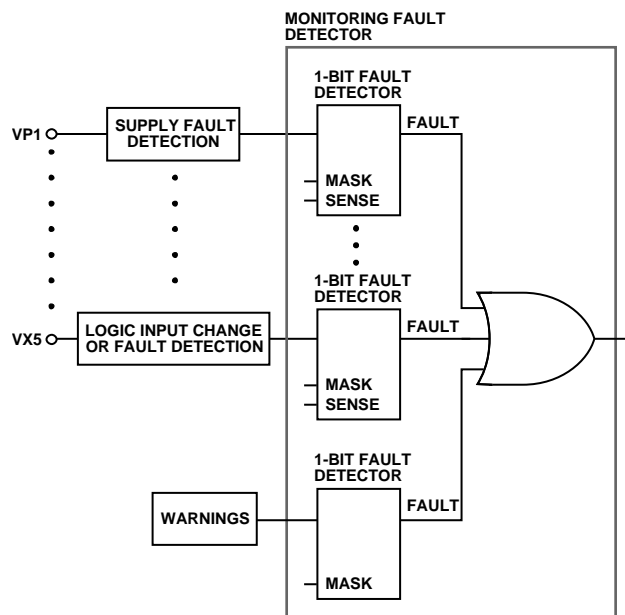 MONITORING FAULT
DETECTOR
1-BIT FAULT
DETECTOR
VP1
SUPPLY FAULT
DETECTION
FAULT
MASK
SENSE
1-BIT FAULT
DETECTOR
VX5
LOGIC INPUT CHANGE
OR FAULT DETECTION
FAULT
MASK
SENSE
1-BIT FAULT
DETECTOR
WARNINGS
FAULT
MASK